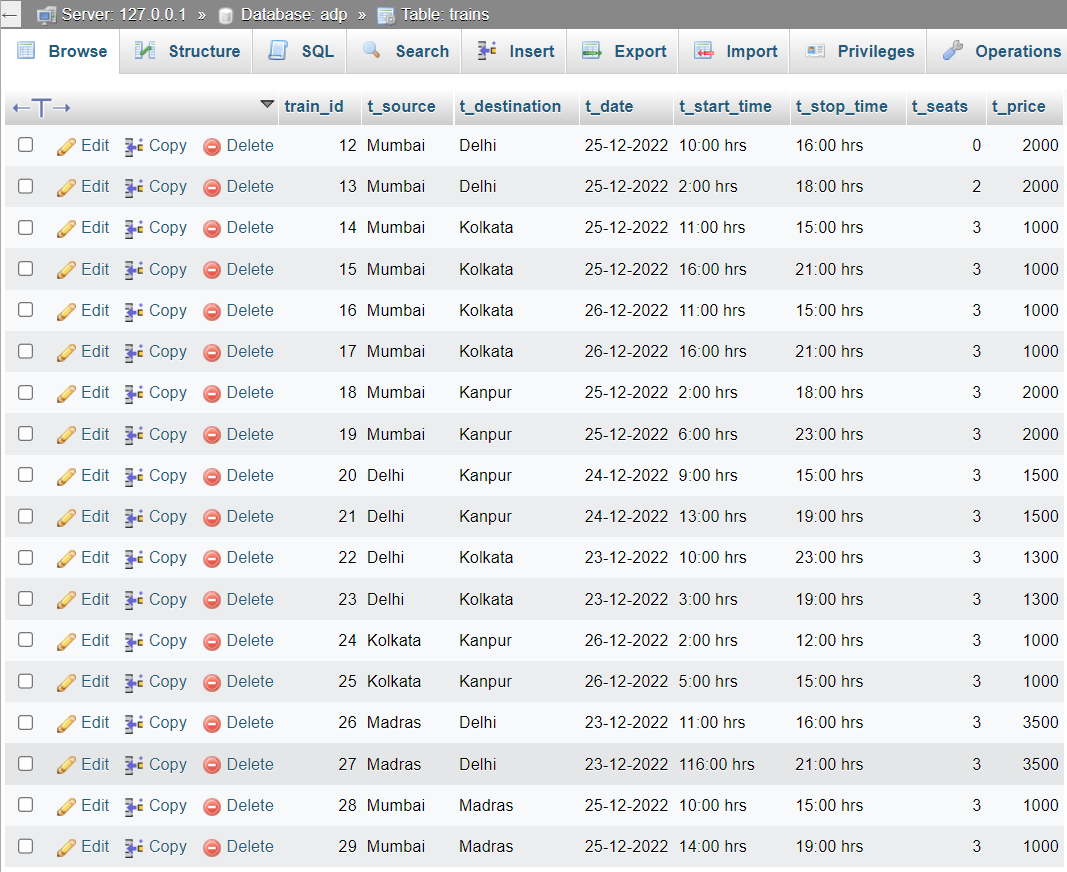 Server: 127.0.0.1 » Database: adp » Table: trains
Browse Structure SQL Search Insert Export Import Privileges Operations
←T→ train_id t_source t_destination t_date t_start_time t_stop_time t_seats t_price
Edit Copy Delete 12 Mumbai Delhi 25-12-2022 10:00 hrs 16:00 hrs 0 2000
Edit Copy Delete 13 Mumbai Delhi 25-12-2022 2:00 hrs 18:00 hrs 2 2000
Edit Copy Delete 14 Mumbai Kolkata 25-12-2022 11:00 hrs 15:00 hrs 3 1000
Edit Copy Delete 15 Mumbai Kolkata 25-12-2022 16:00 hrs 21:00 hrs 3 1000
Edit Copy Delete 16 Mumbai Kolkata 26-12-2022 11:00 hrs 15:00 hrs 3 1000
Edit Copy Delete 17 Mumbai Kolkata 26-12-2022 16:00 hrs 21:00 hrs 3 1000
Edit Copy Delete 18 Mumbai Kanpur 25-12-2022 2:00 hrs 18:00 hrs 3 2000
Edit Copy Delete 19 Mumbai Kanpur 25-12-2022 6:00 hrs 23:00 hrs 3 2000
Edit Copy Delete 20 Delhi Kanpur 24-12-2022 9:00 hrs 15:00 hrs 3 1500
Edit Copy Delete 21 Delhi Kanpur 24-12-2022 13:00 hrs 19:00 hrs 3 1500
Edit Copy Delete 22 Delhi Kolkata 23-12-2022 10:00 hrs 23:00 hrs 3 1300
Edit Copy Delete 23 Delhi Kolkata 23-12-2022 3:00 hrs 19:00 hrs 3 1300
Edit Copy Delete 24 Kolkata Kanpur 26-12-2022 2:00 hrs 12:00 hrs 3 1000
Edit Copy Delete 25 Kolkata Kanpur 26-12-2022 5:00 hrs 15:00 hrs 3 1000
Edit Copy Delete 26 Madras Delhi 23-12-2022 11:00 hrs 16:00 hrs 3 3500
Edit Copy Delete 27 Madras Delhi 23-12-2022 116:00 hrs 21:00 hrs 3 3500
Edit Copy Delete 28 Mumbai Madras 25-12-2022 10:00 hrs 15:00 hrs 3 1000
Edit Copy Delete 29 Mumbai Madras 25-12-2022 14:00 hrs 19:00 hrs 3 1000